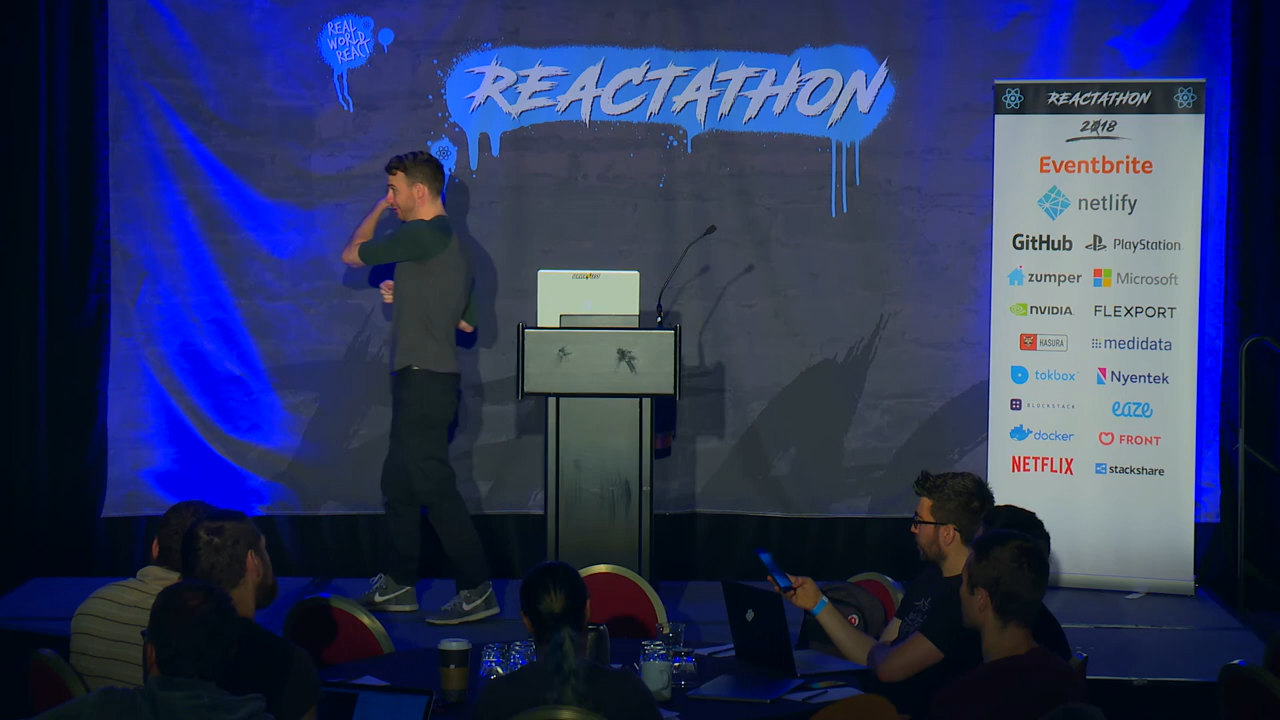 REAL
WORLD
REACT
REACTATHON
REACTATHON
2018
Eventbrite
netlify
GitHub PlayStation
zumper Microsoft
NVIDIA FLEXPORT
HASURA medidata
tokbox Nyentek
BLOCKSTACK eaze
docker FRONT
NETFLIX stackshare